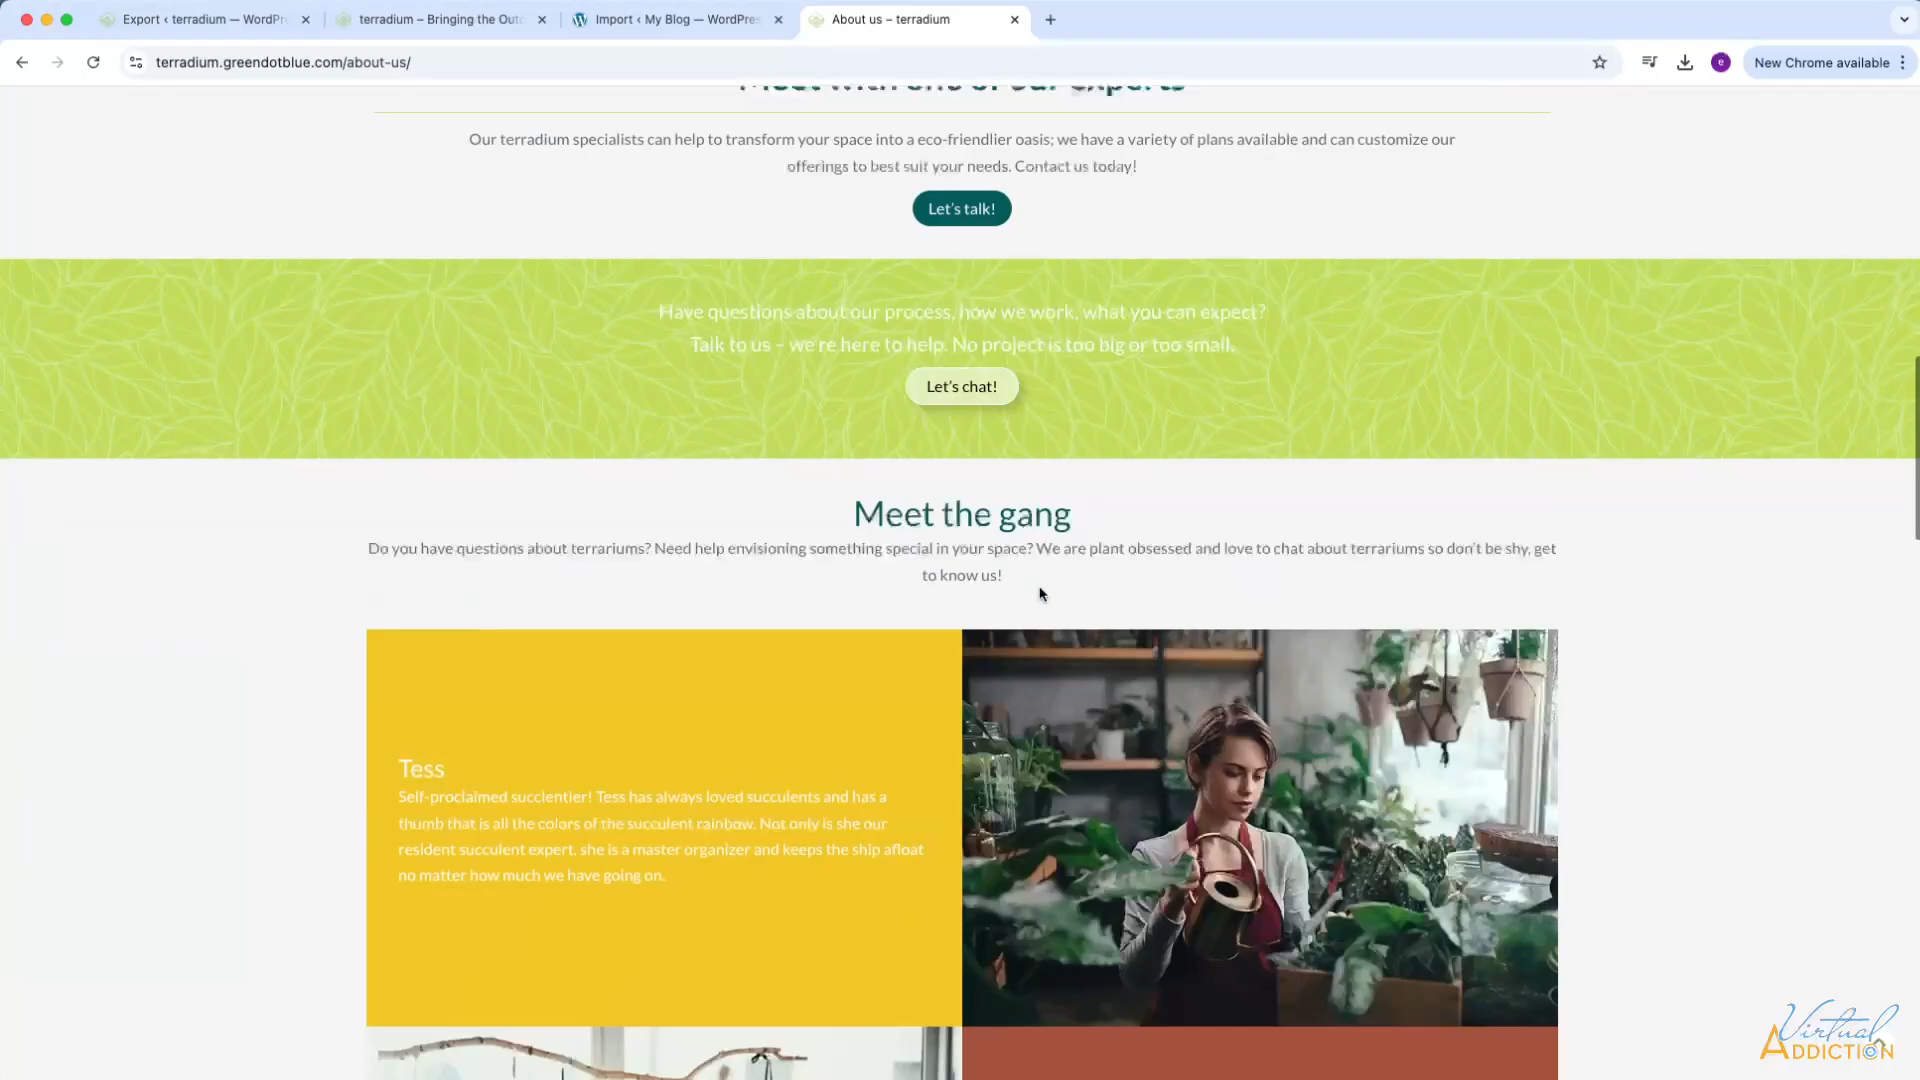 Export ‹ terradium — WordPr
terradium – Bringing the Out
Import ‹ My Blog — WordPres
About us – terradium
terradium.greendotblue.com/about-us/
e
New Chrome available
Meet with one of our experts
Our terradium specialists can help to transform your space into a eco-friendlier oasis; we have a variety of plans available and can customize our
offerings to best suit your needs. Contact us today!
Let's talk!
Have questions about our process, how we work, what you can expect?
Talk to us – we're here to help. No project is too big or too small.
Let's chat!
Meet the gang
Do you have questions about terrariums? Need help envisioning something special in your space? We are plant obsessed and love to chat about terrariums so don't be shy, get
to know us!
Tess
Self-proclaimed succientier! Tess has always loved succulents and has a
thumb that is all the colors of the succulent rainbow. Not only is she our
resident succulent expert, she is a master organizer and keeps the ship afloat
no matter how much we have going on.
Virtual
ADDICTION